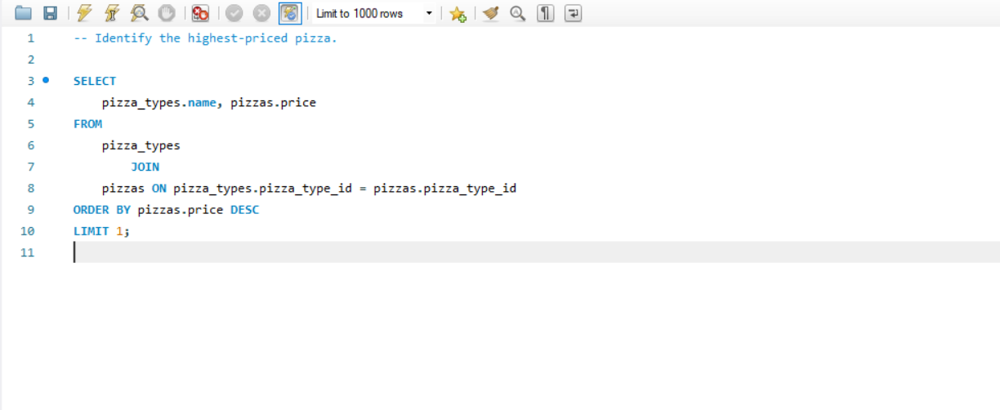 Limit to 1000 rows
1 -- Identify the highest-priced pizza.
2
3 SELECT
4 pizza_types.name, pizzas.price
5 FROM
6 pizza_types
7 JOIN
8 pizzas ON pizza_types.pizza_type_id = pizzas.pizza_type_id
9 ORDER BY pizzas.price DESC
10 LIMIT 1;
11